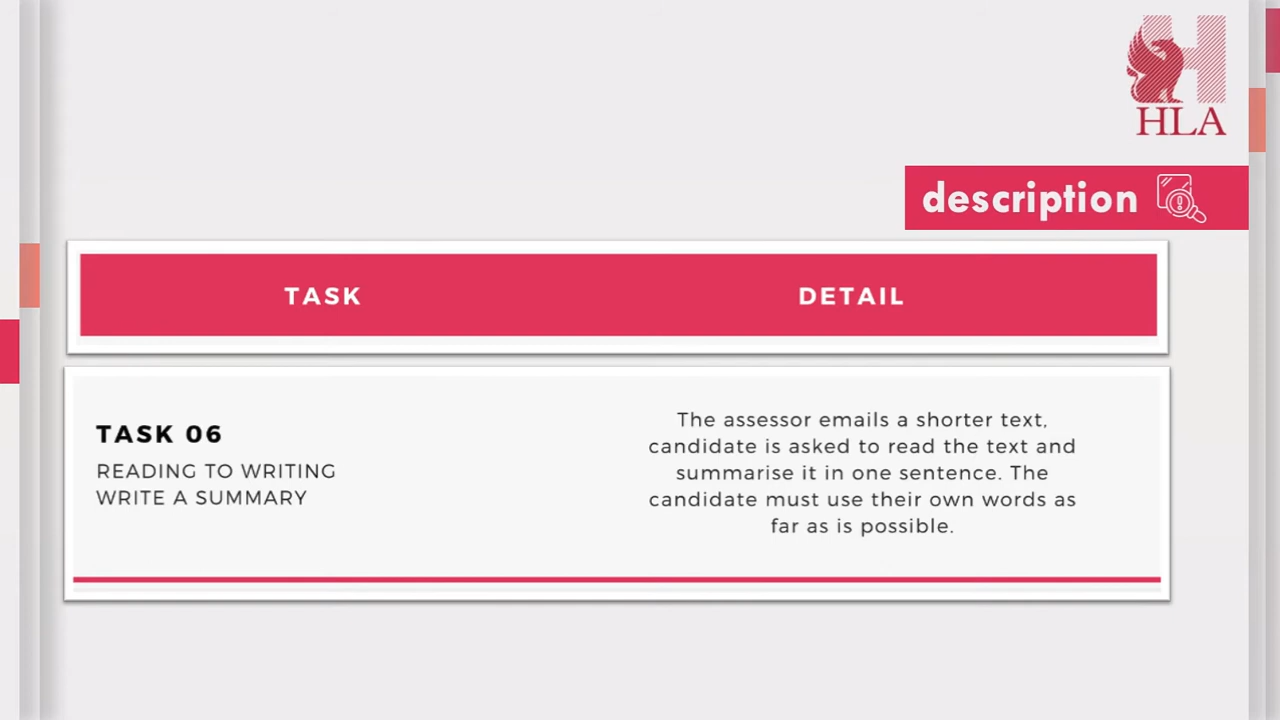 HLA
description
TASK DETAIL
TASK 06
READING TO WRITING
WRITE A SUMMARY
The assessor emails a shorter text,
candidate is asked to read the text and
summarise it in one sentence. The
candidate must use their own words as
far as is possible.